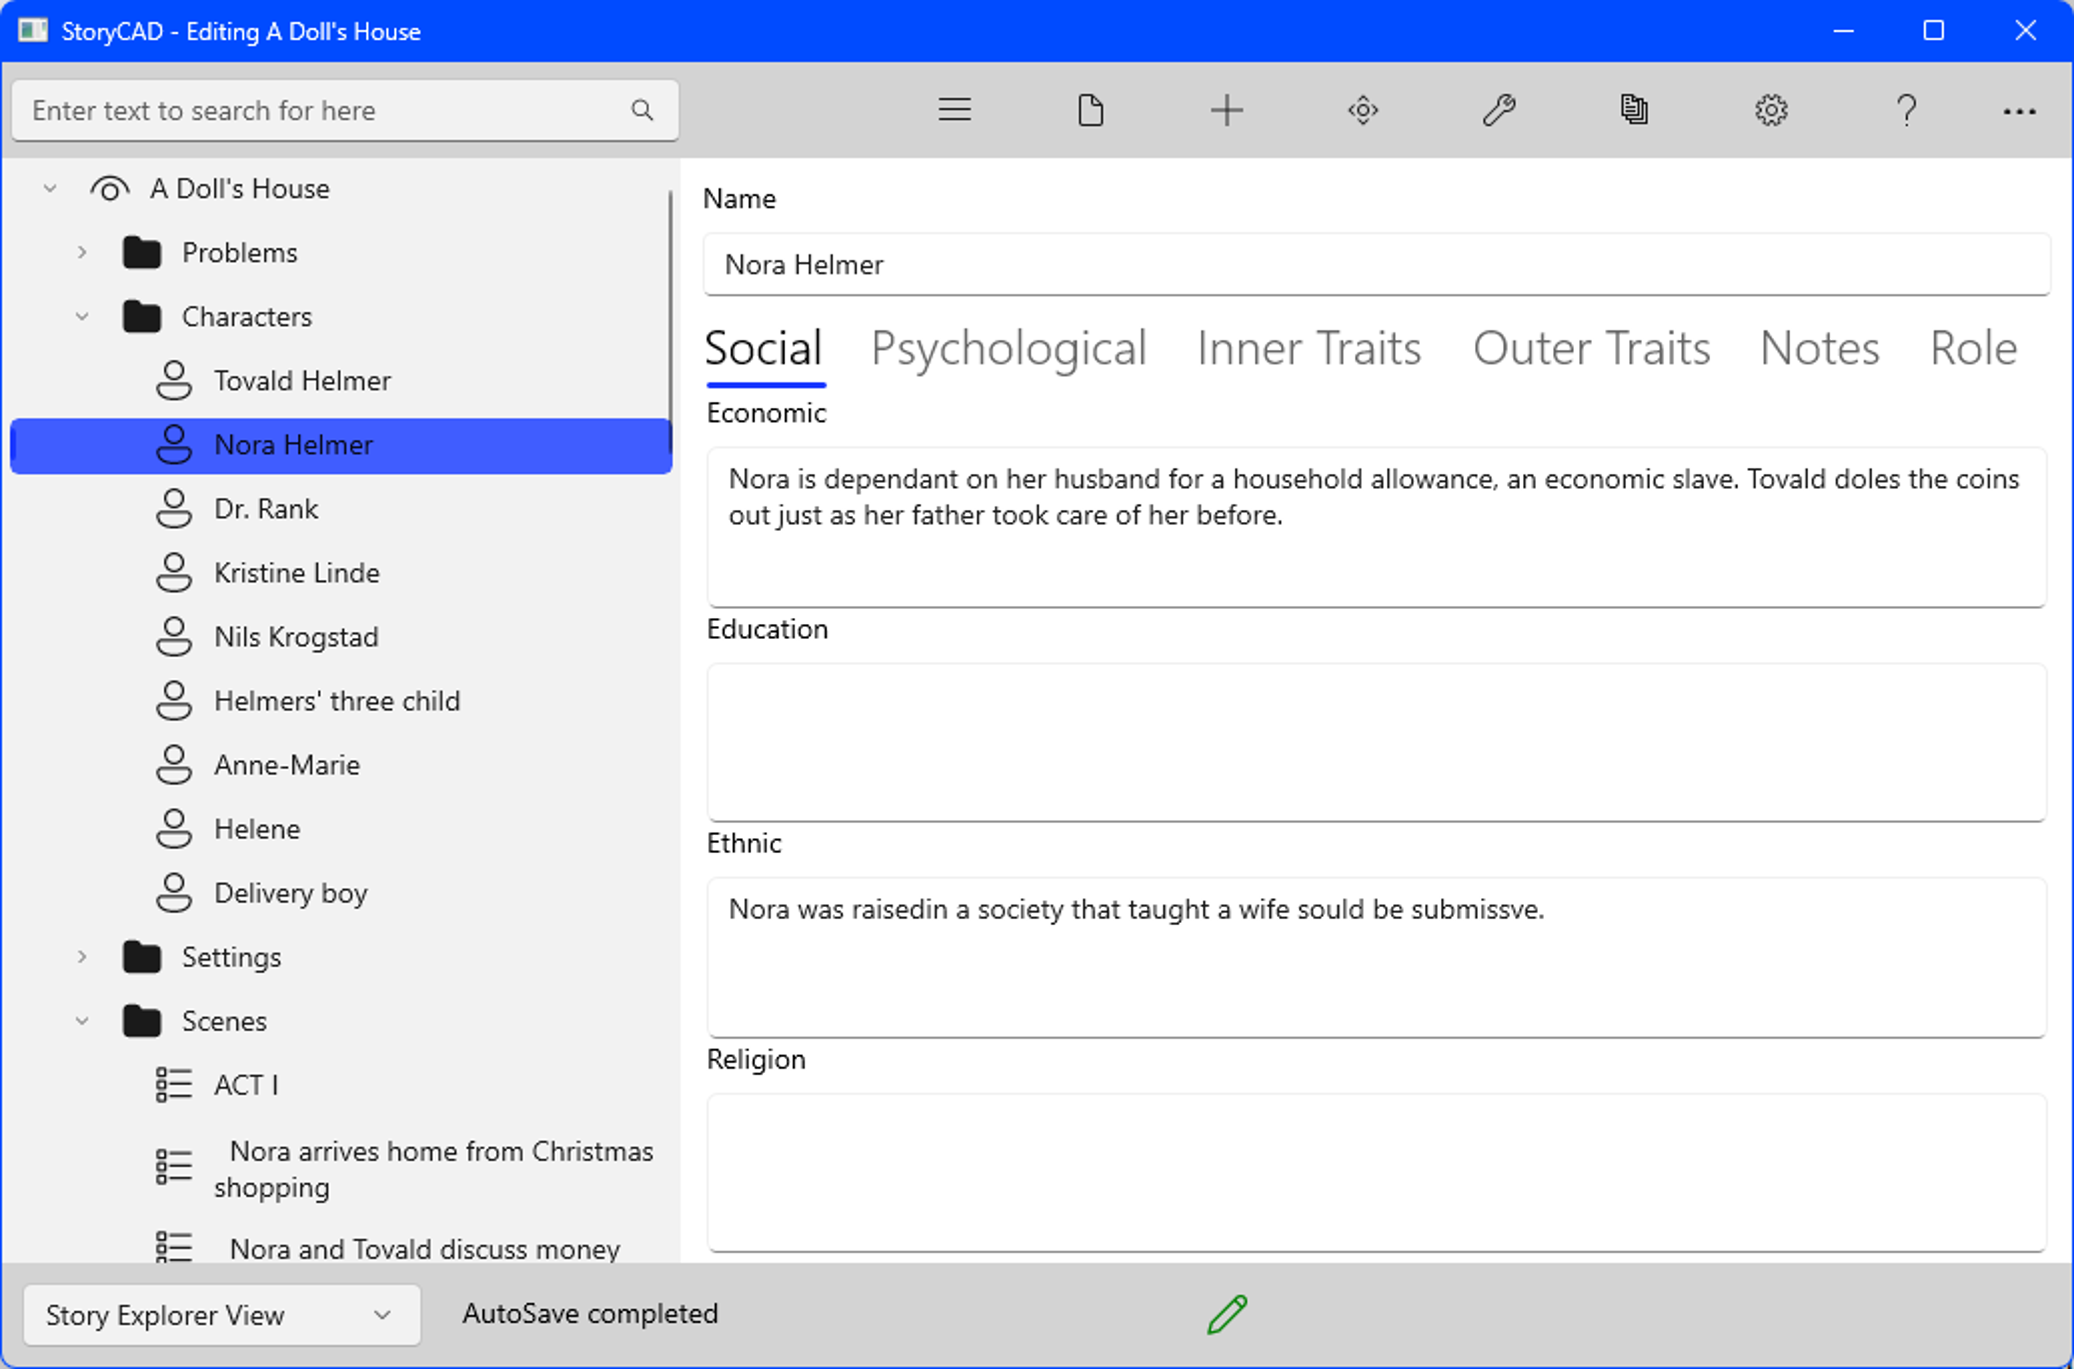 StoryCAD - Editing A Doll's House
Enter text to search for here
A Doll's House
Problems
Characters
Tovald Helmer
Nora Helmer
Dr. Rank
Kristine Linde
Nils Krogstad
Helmers' three child
Anne-Marie
Helene
Delivery boy
Settings
Scenes
ACT I
Nora arrives home from Christmas
shopping
Nora and Tovald discuss money
Name
Nora Helmer
Social Psychological Inner Traits Outer Traits Notes Role
Economic
Nora is dependant on her husband for a household allowance, an economic slave. Tovald doles the coins
out just as her father took care of her before.
Education
Ethnic
Nora was raisedin a society that taught a wife sould be submissve.
Religion
Story Explorer View
AutoSave completed